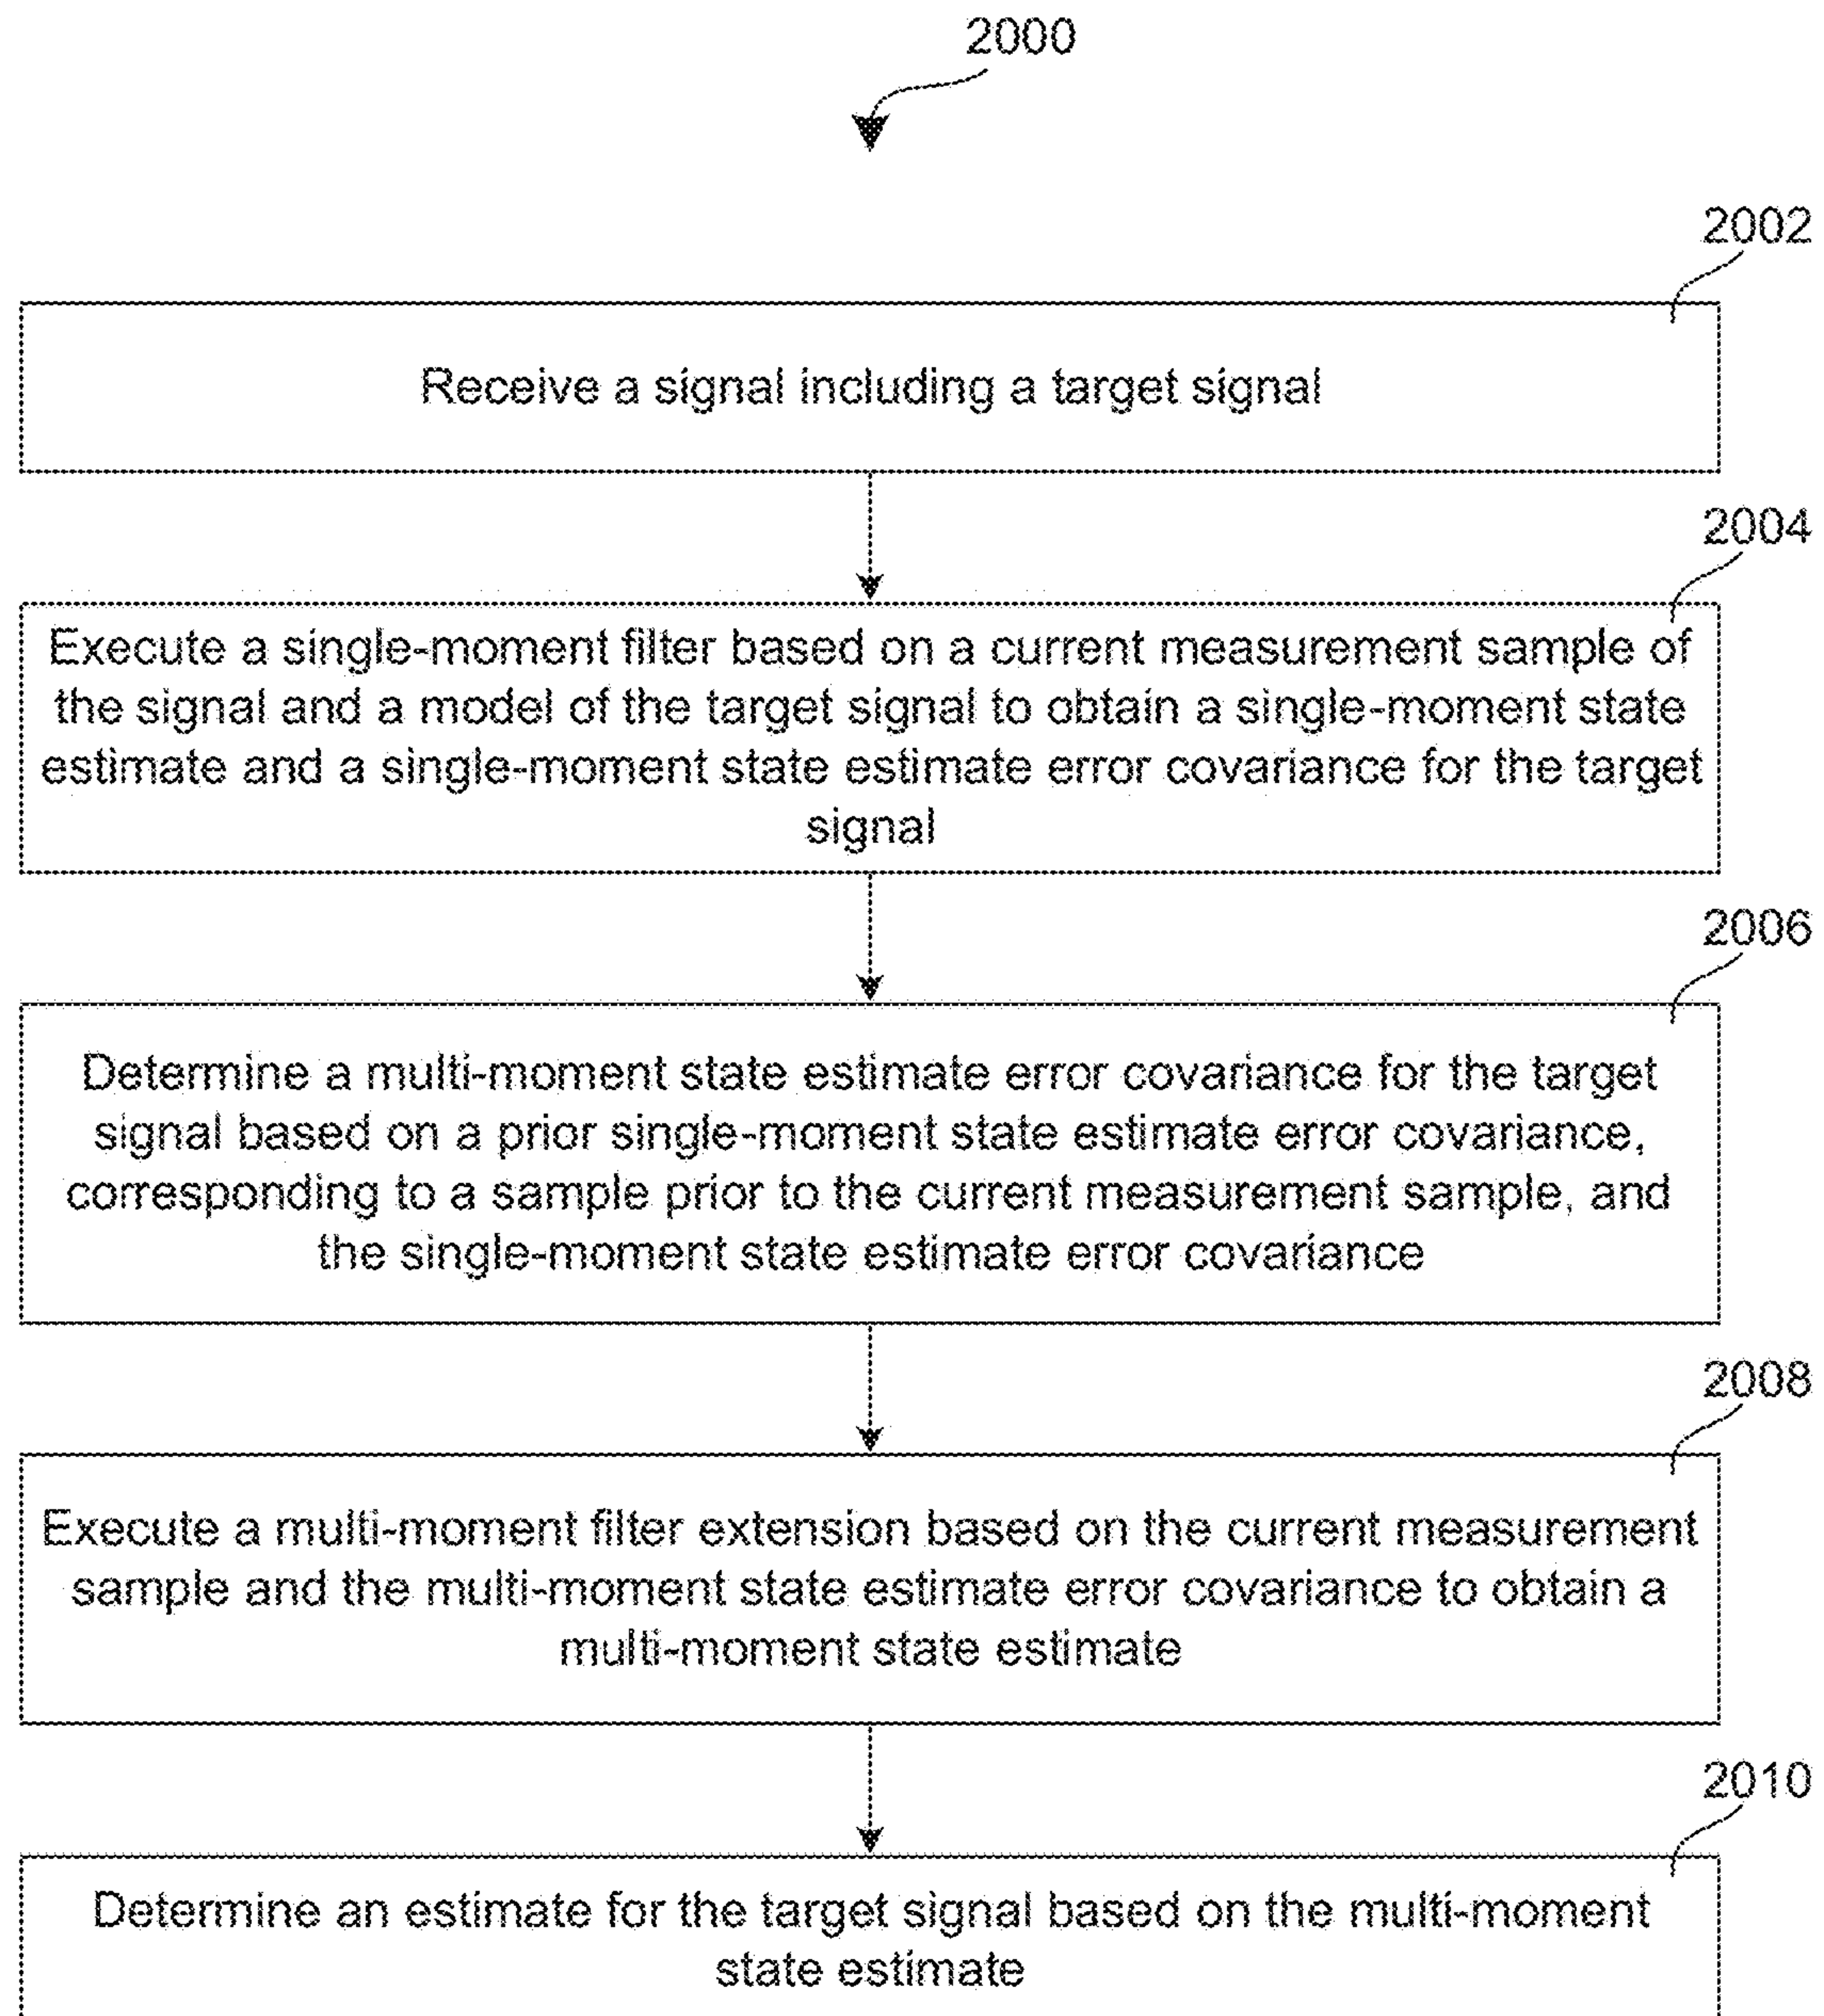 2000
2002
Receive a signal including a target signal
2004
Execute a single-moment filter based on a current measurement sample of
the signal and a model of the target signal to obtain a single-moment state
estimate and a single-moment state estimate error covariance for the target
signal
2006
Determine a multi-moment state estimate error covariance for the target
signal based on a prior single-moment state estimate error covariance,
corresponding to a sample prior to the current measurement sample, and
the single-moment state estimate error covariance
2008
Execute a multi-moment filter extension based on the current measurement
sample and the multi-moment state estimate error covariance to obtain a
multi-moment state estimate
2010
Determine an estimate for the target signal based on the multi-moment
state estimate